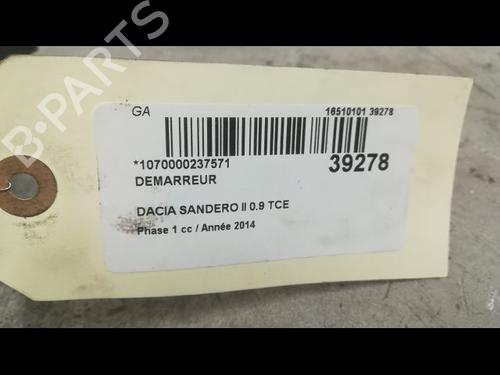 B-PARTS
GA 16510101 39278
*1070000237571 39278
DEMARREUR
DACIA SANDERO II 0.9 TCE
Phase 1 cc / Année 2014